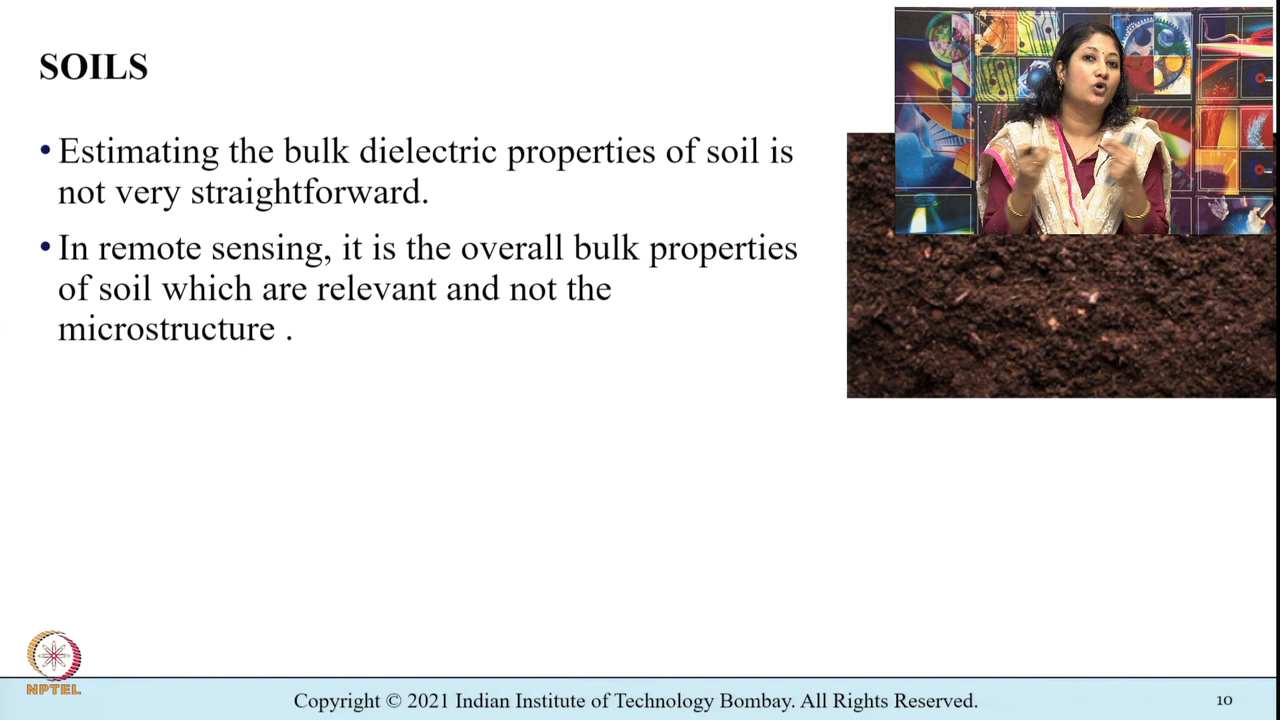 SOILS
• Estimating the bulk dielectric properties of soil is
not very straightforward.
• In remote sensing, it is the overall bulk properties
of soil which are relevant and not the
microstructure .
NPTEL
Copyright © 2021 Indian Institute of Technology Bombay. All Rights Reserved.
10